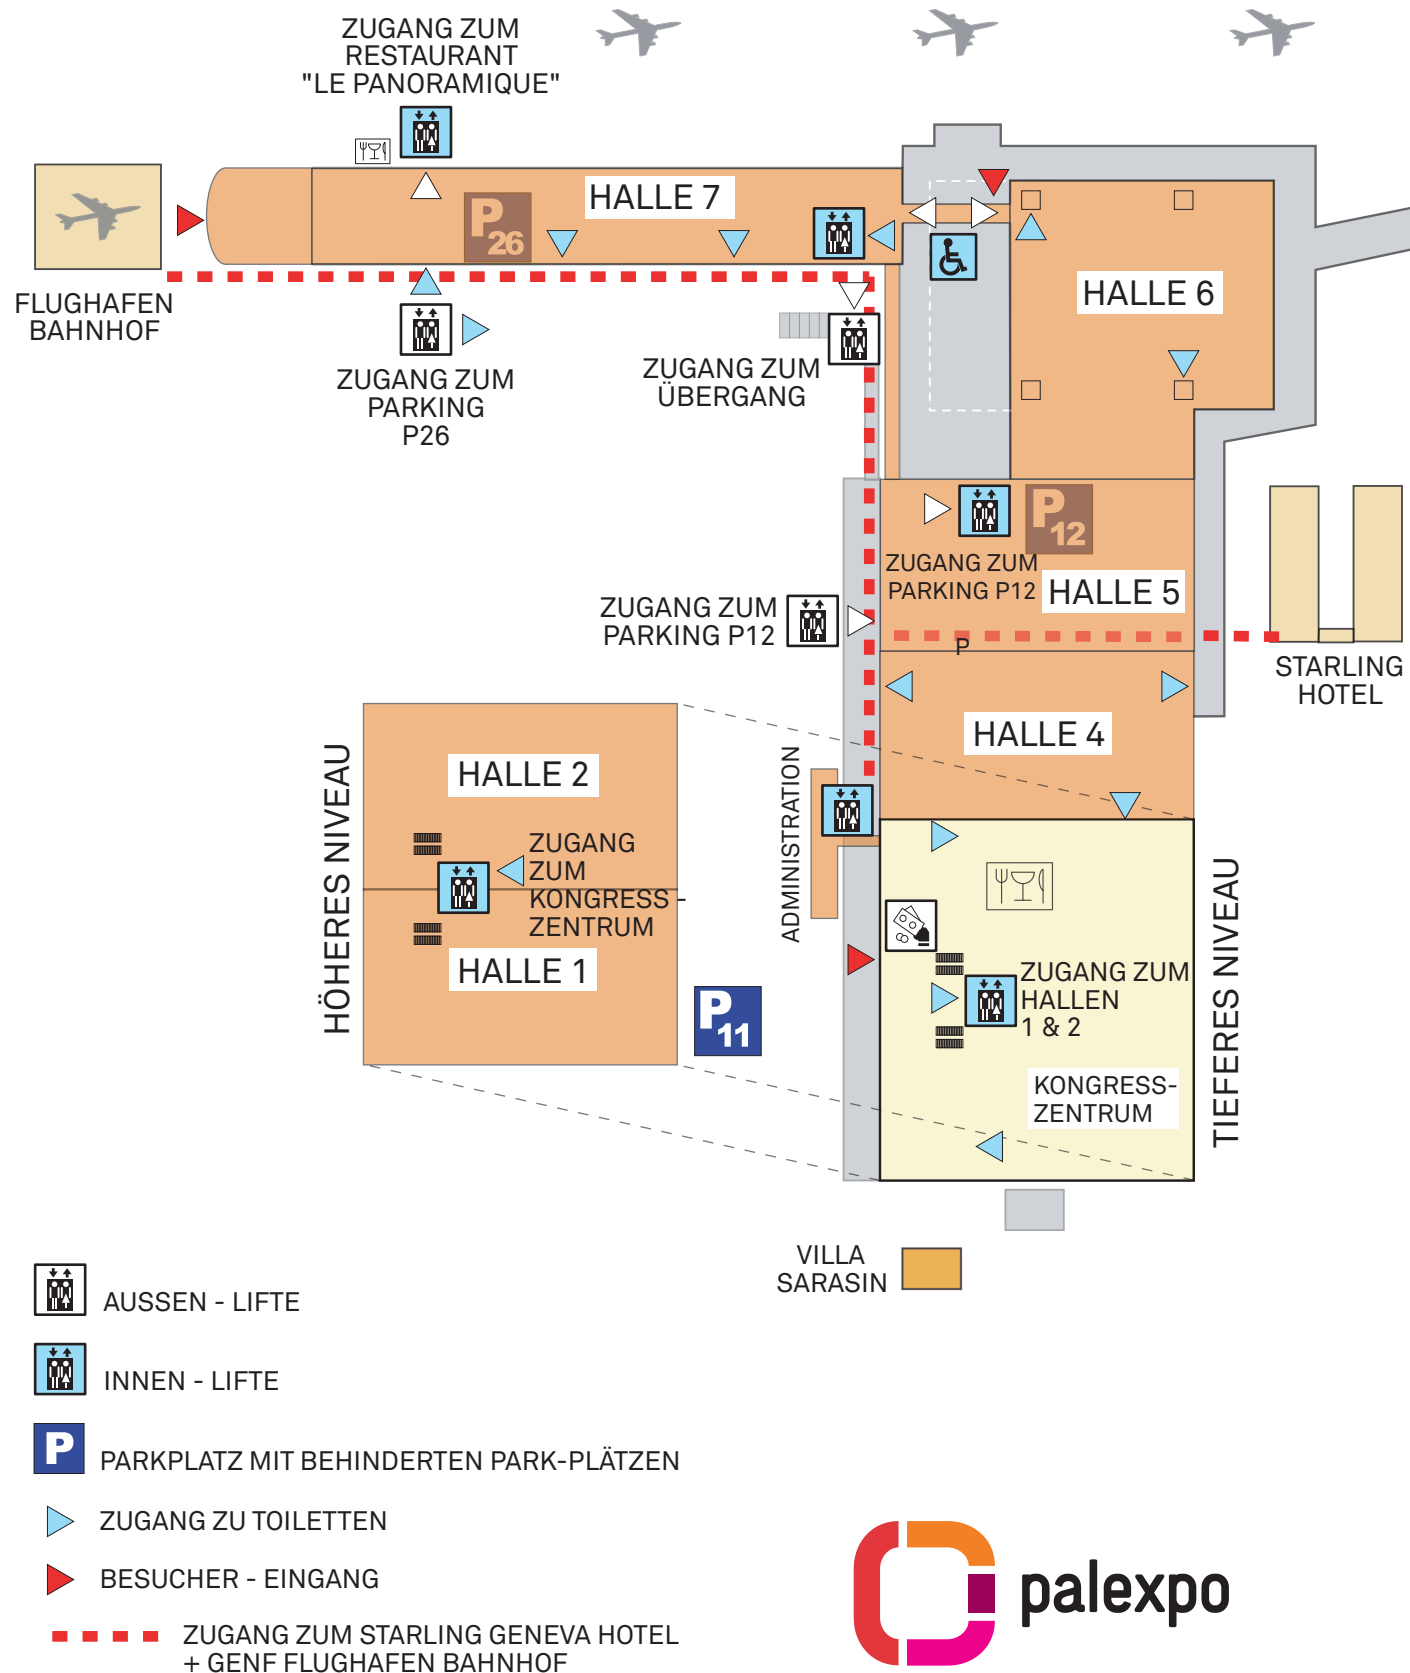 ZUGANG ZUM
RESTAURANT
"LE PANORAMIQUE"
HALLE 7
P
26
FLUGHAFEN
BAHNHOF
HALLE 6
ZUGANG ZUM
PARKING
P26
ZUGANG ZUM
ÜBERGANG
P
12
ZUGANG ZUM
PARKING P12
HALLE 5
ZUGANG ZUM
PARKING P12
P
STARLING
HOTEL
HALLE 4
HÖHERES NIVEAU
HALLE 2
ZUGANG
ZUM
KONGRESS -
ZENTRUM
HALLE 1
ADMINISTRATION
P
11
ZUGANG ZUM
HALLEN
1 & 2
KONGRESS-
ZENTRUM
TIEFERES NIVEAU
VILLA
SARASIN
AUSSEN - LIFTE
INNEN - LIFTE
P
PARKPLATZ MIT BEHINDERTEN PARK-PLÄTZEN
ZUGANG ZU TOILETTEN
BESUCHER - EINGANG
ZUGANG ZUM STARLING GENEVA HOTEL
+ GENF FLUGHAFEN BAHNHOF
palexpo